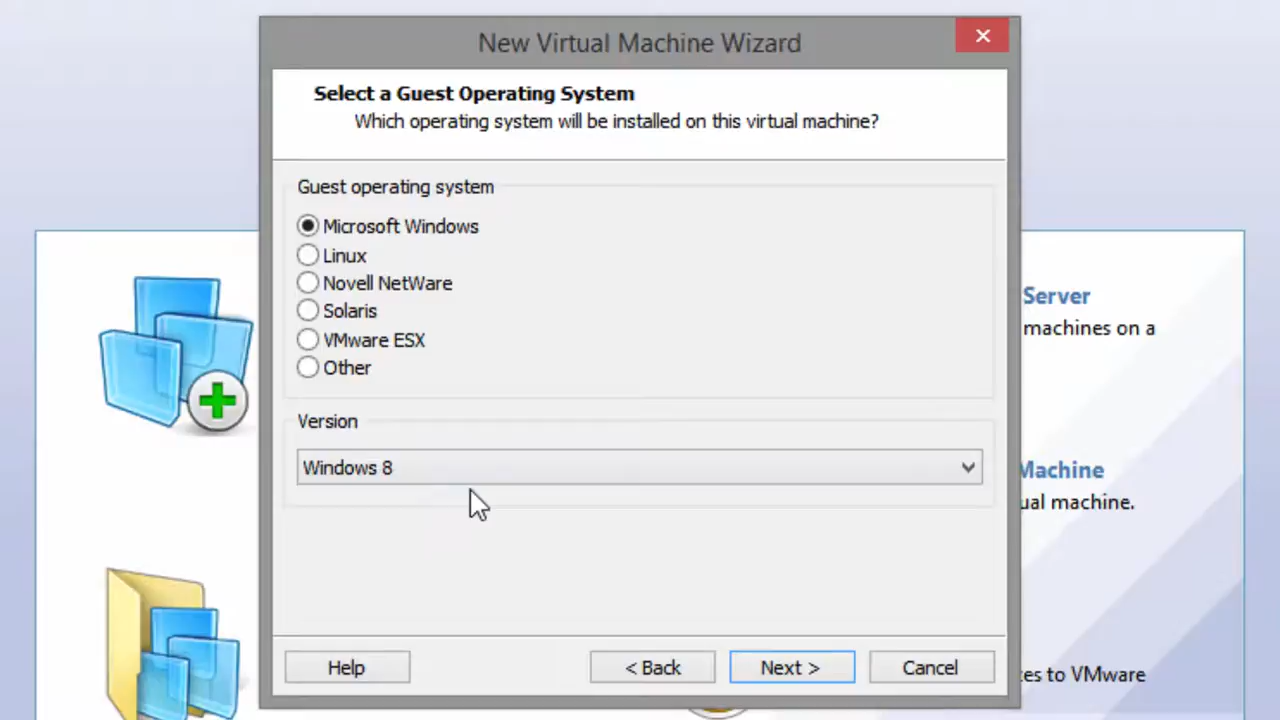 New Virtual Machine Wizard
Select a Guest Operating System
Which operating system will be installed on this virtual machine?
Guest operating system
Microsoft Windows
Linux
Novell NetWare
Solaris
VMware ESX
Other
Version
Windows 8
Help
< Back
Next >
Cancel
Server
machines on a
Machine
machine.
to VMware